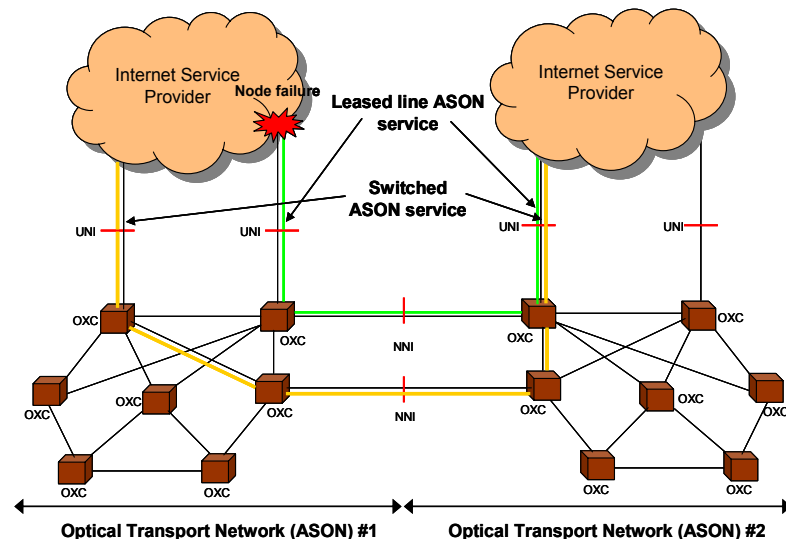 Internet Service
Provider
Node failure
Leased line ASON
service
Internet Service
Provider
Switched
ASON service
UNI
UNI
UNI
UNI
OXC
OXC
OXC
OXC
NNI
OXC
OXC
OXC
OXC
NNI
OXC
OXC
OXC
OXC
OXC
OXC
Optical Transport Network (ASON) #1
Optical Transport Network (ASON) #2